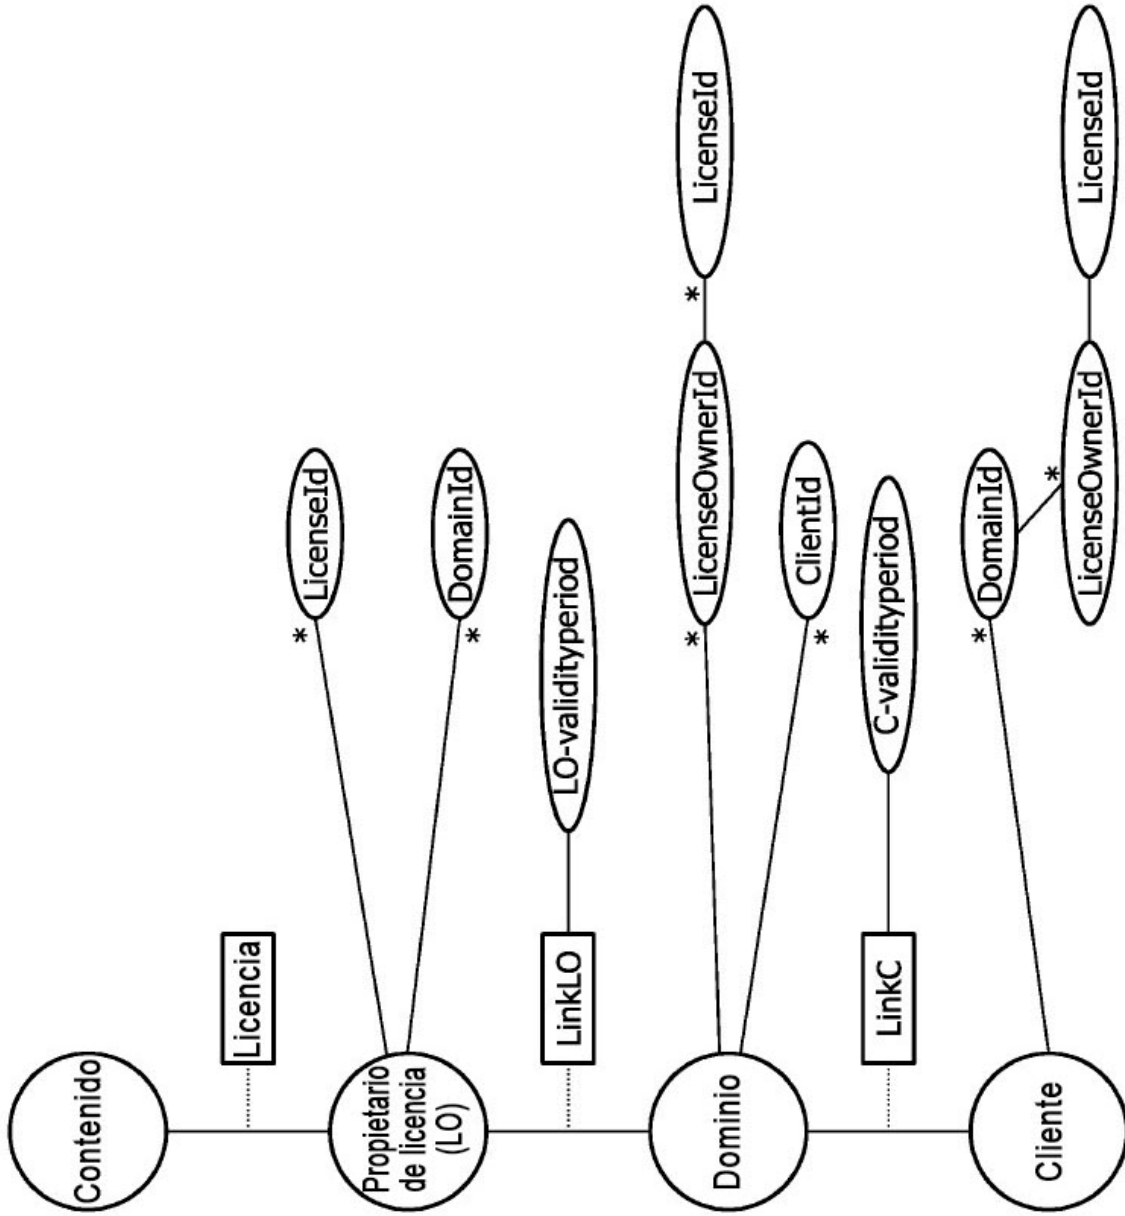 Contenido
Licencia
Propietario
de licencia
(LO)
*
LicenseId
*
DomainId
LinkLO
LO-validityperiod
Dominio
*
LicenseOwnerId
*
LicenseId
*
ClientId
LinkC
C-validityperiod
Cliente
*
DomainId
*
LicenseOwnerId
LicenseId